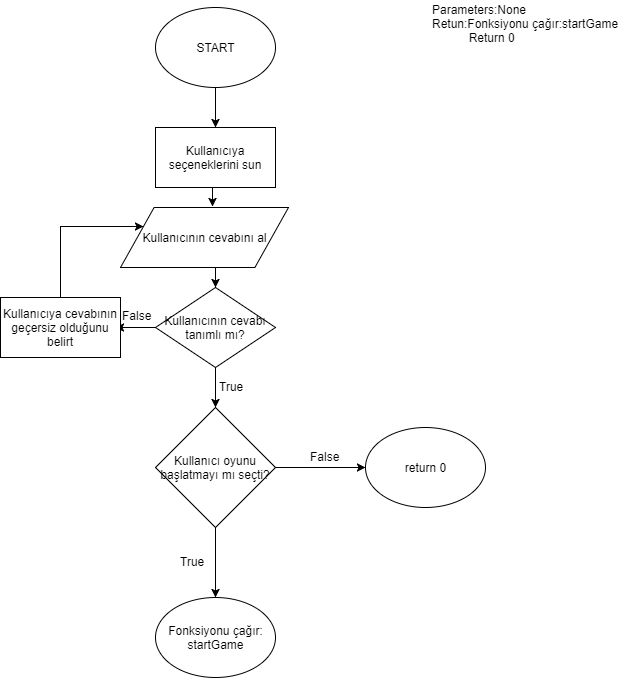 Parameters:None
Retun:Fonksiyonu çağır:startGame
Return 0
START
Kullanıcıya
seçeneklerini sun
Kullanıcının cevabını al
Kullanıcının cevabı
tanımlı mı?
False
Kullanıcıya cevabının
geçersiz olduğunu
belirt
True
Kullanıcı oyunu
başlatmayı mı seçti?
False
return 0
True
Fonksiyonu çağır:
startGame